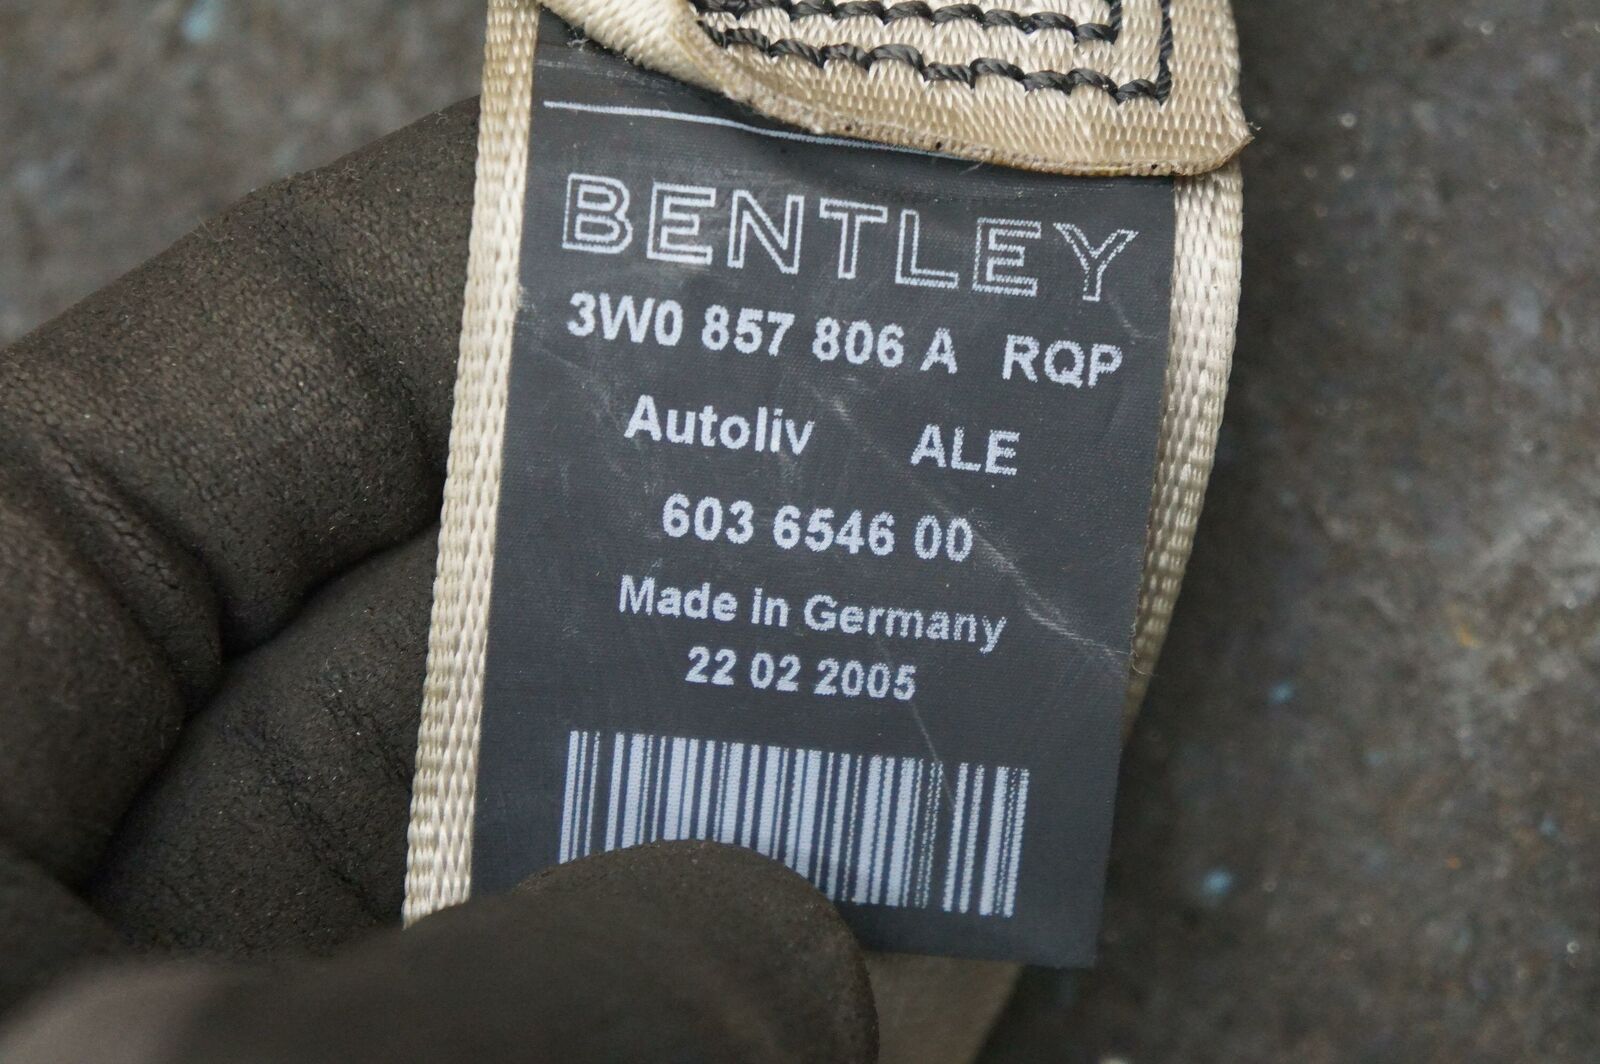 BENTLEY
3W0 857 806 A RQP
Autoliv ALE
603 6546 00
Made in Germany
22 02 2005